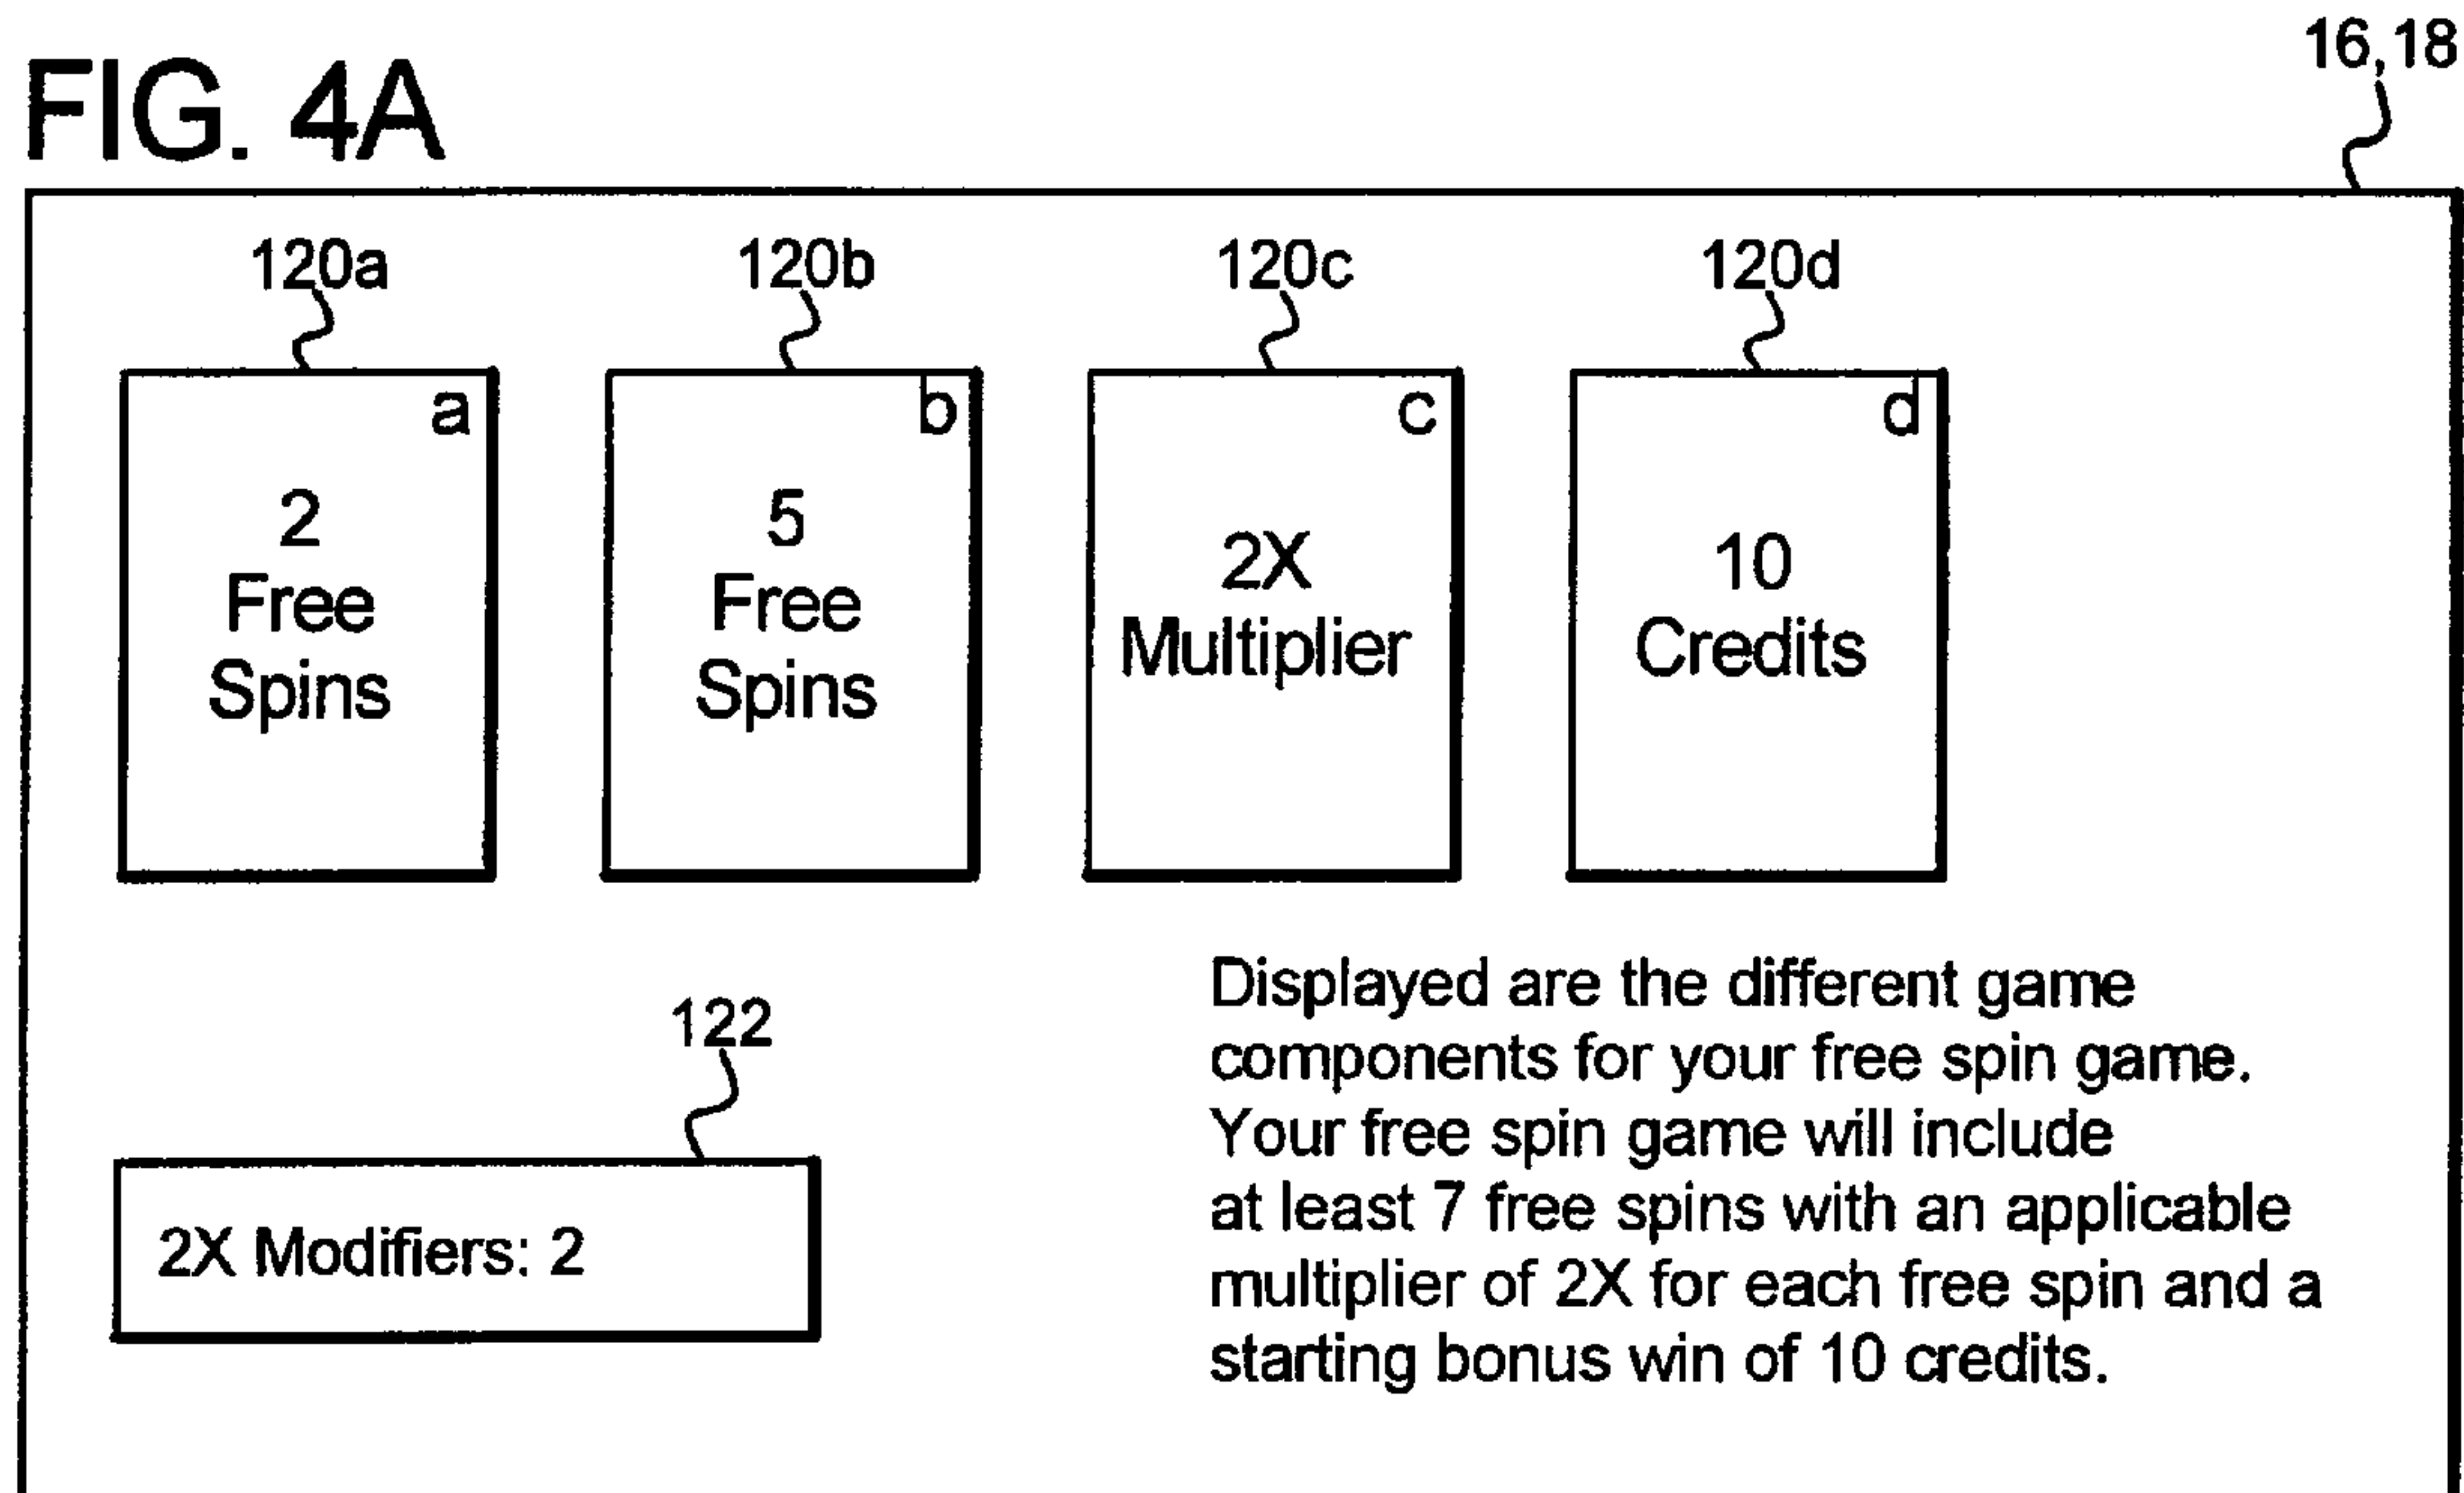 FIG. 4A
16,18
120a
120b
120c
120d
a
b
c
d
2
Free
Spins
5
Free
Spins
2X
Multiplier
10
Credits
122
2X Modifiers: 2
Displayed are the different game
components for your free spin game.
Your free spin game will include
at least 7 free spins with an applicable
multiplier of 2X for each free spin and a
starting bonus win of 10 credits.